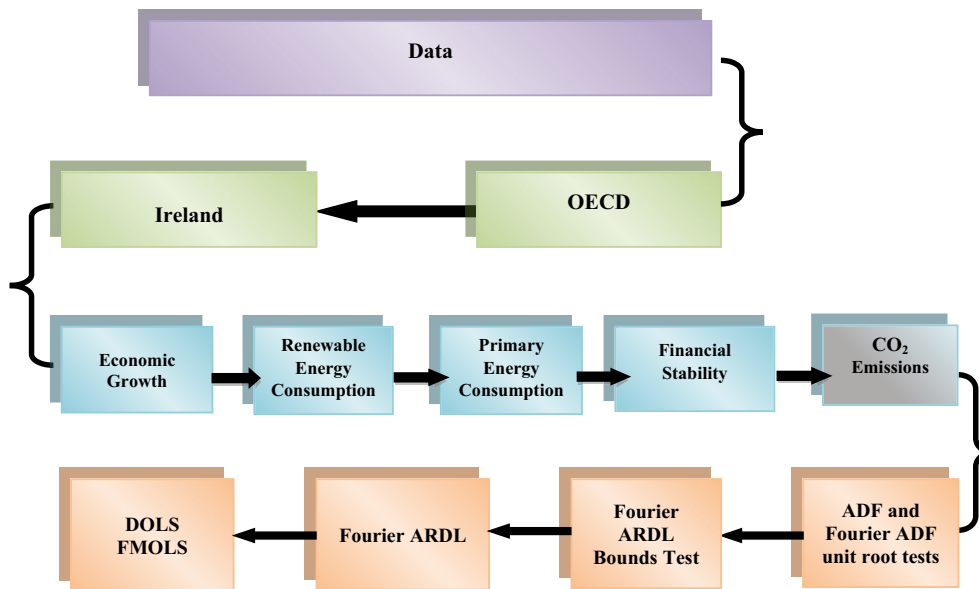 Data
Ireland
OECD
Economic
Growth
Renewable
Energy
Consumption
Primary
Energy
Consumption
Financial
Stability
CO₂
Emissions
DOLS
FMOLS
Fourier ARDL
Fourier
ARDL
Bounds Test
ADF and
Fourier ADF
unit root tests